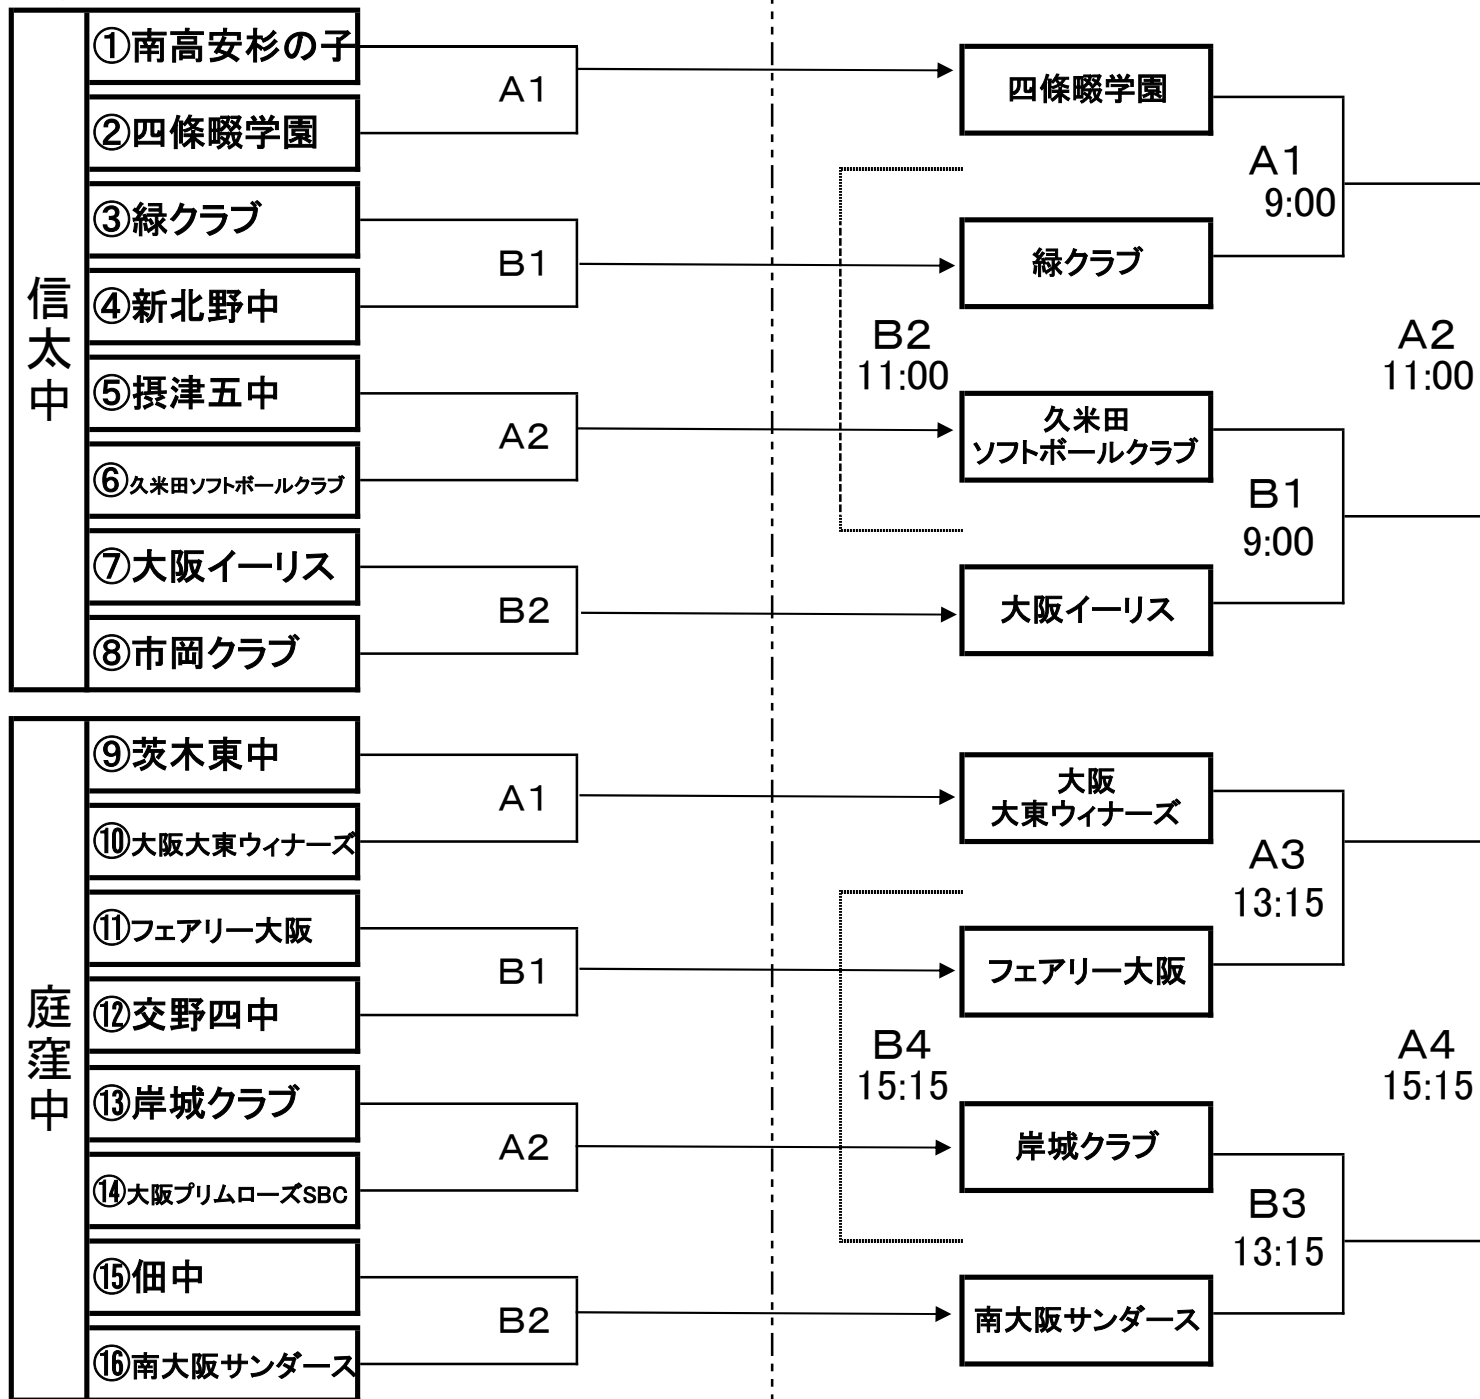 信太中
①南高安杉の子
②四條畷学園
③緑クラブ
④新北野中
⑤摂津五中
⑥久米田ソフトボールクラブ
⑦大阪イーリス
⑧市岡クラブ
A1
B1
A2
B2
四條畷学園
緑クラブ
久米田
ソフトボールクラブ
大阪イーリス
B2
11:00
A1
9:00
B1
9:00
A2
11:00
庭窪中
⑨茨木東中
⑩大阪大東ウィナーズ
⑪フェアリー大阪
⑫交野四中
⑬岸城クラブ
⑭大阪プリムローズSBC
⑮佃中
⑯南大阪サンダース
A1
B1
A2
B2
大阪
大東ウィナーズ
フェアリー大阪
岸城クラブ
南大阪サンダース
B4
15:15
A3
13:15
B3
13:15
A4
15:15